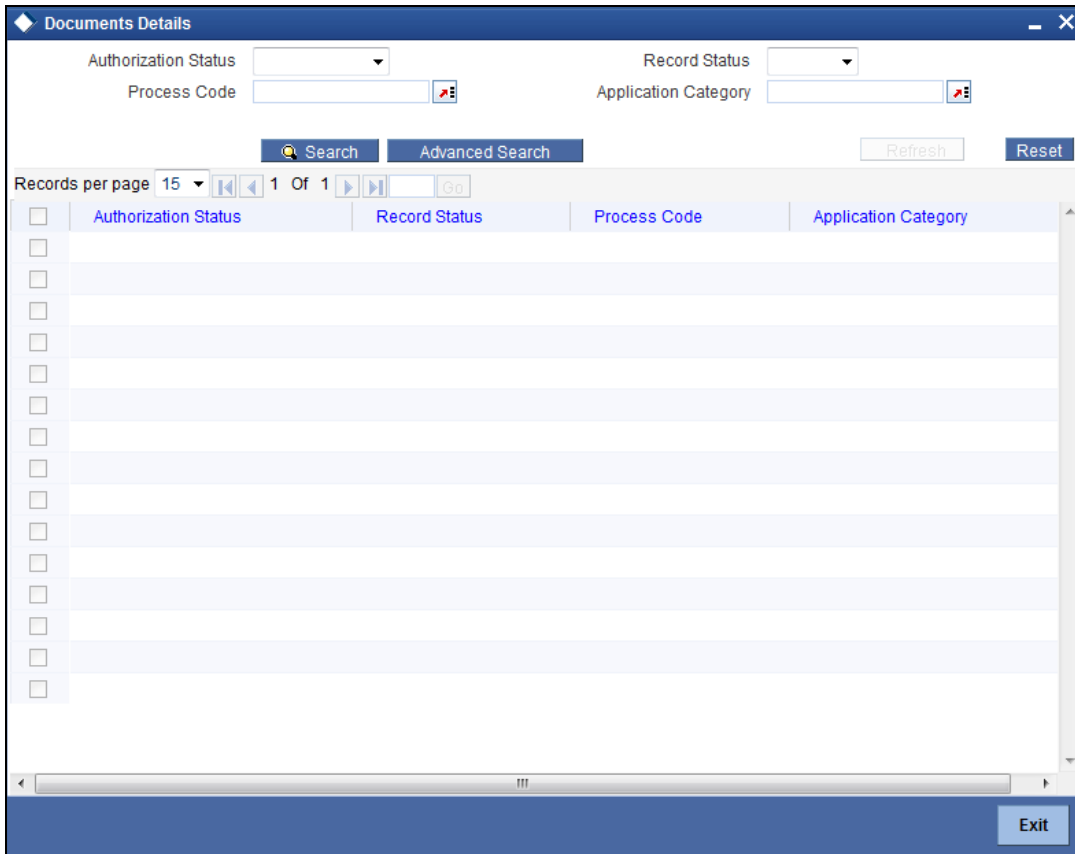 Documents Details
Authorization Status Record Status
Process Code Application Category
Search Advanced Search Refresh Reset
Records per page 15 1 Of 1 Go
Authorization Status Record Status Process Code Application Category
Exit